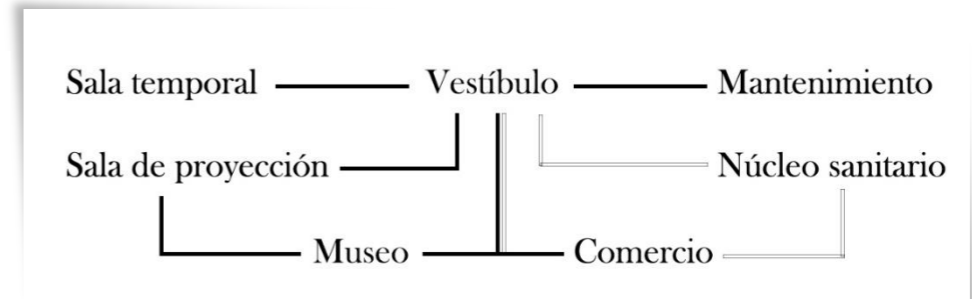 Sala temporal Vestíbulo Mantenimiento
Sala de proyección Núcleo sanitario
Museo Comercio